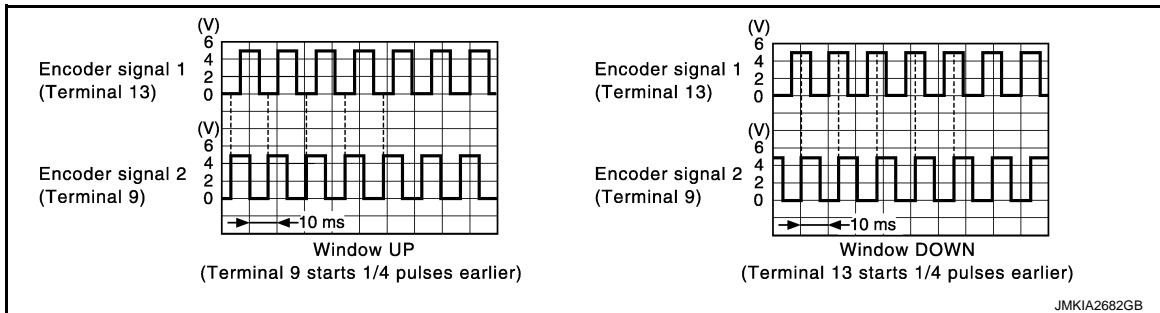 (V)
6
4
2
0
Encoder signal 1
(Terminal 13)
(V)
6
4
2
0
Encoder signal 2
(Terminal 9)
10 ms
Window UP
(Terminal 9 starts 1/4 pulses earlier)
(V)
6
4
2
0
Encoder signal 1
(Terminal 13)
(V)
6
4
2
0
Encoder signal 2
(Terminal 9)
10 ms
Window DOWN
(Terminal 13 starts 1/4 pulses earlier)
JMKIA2682GB